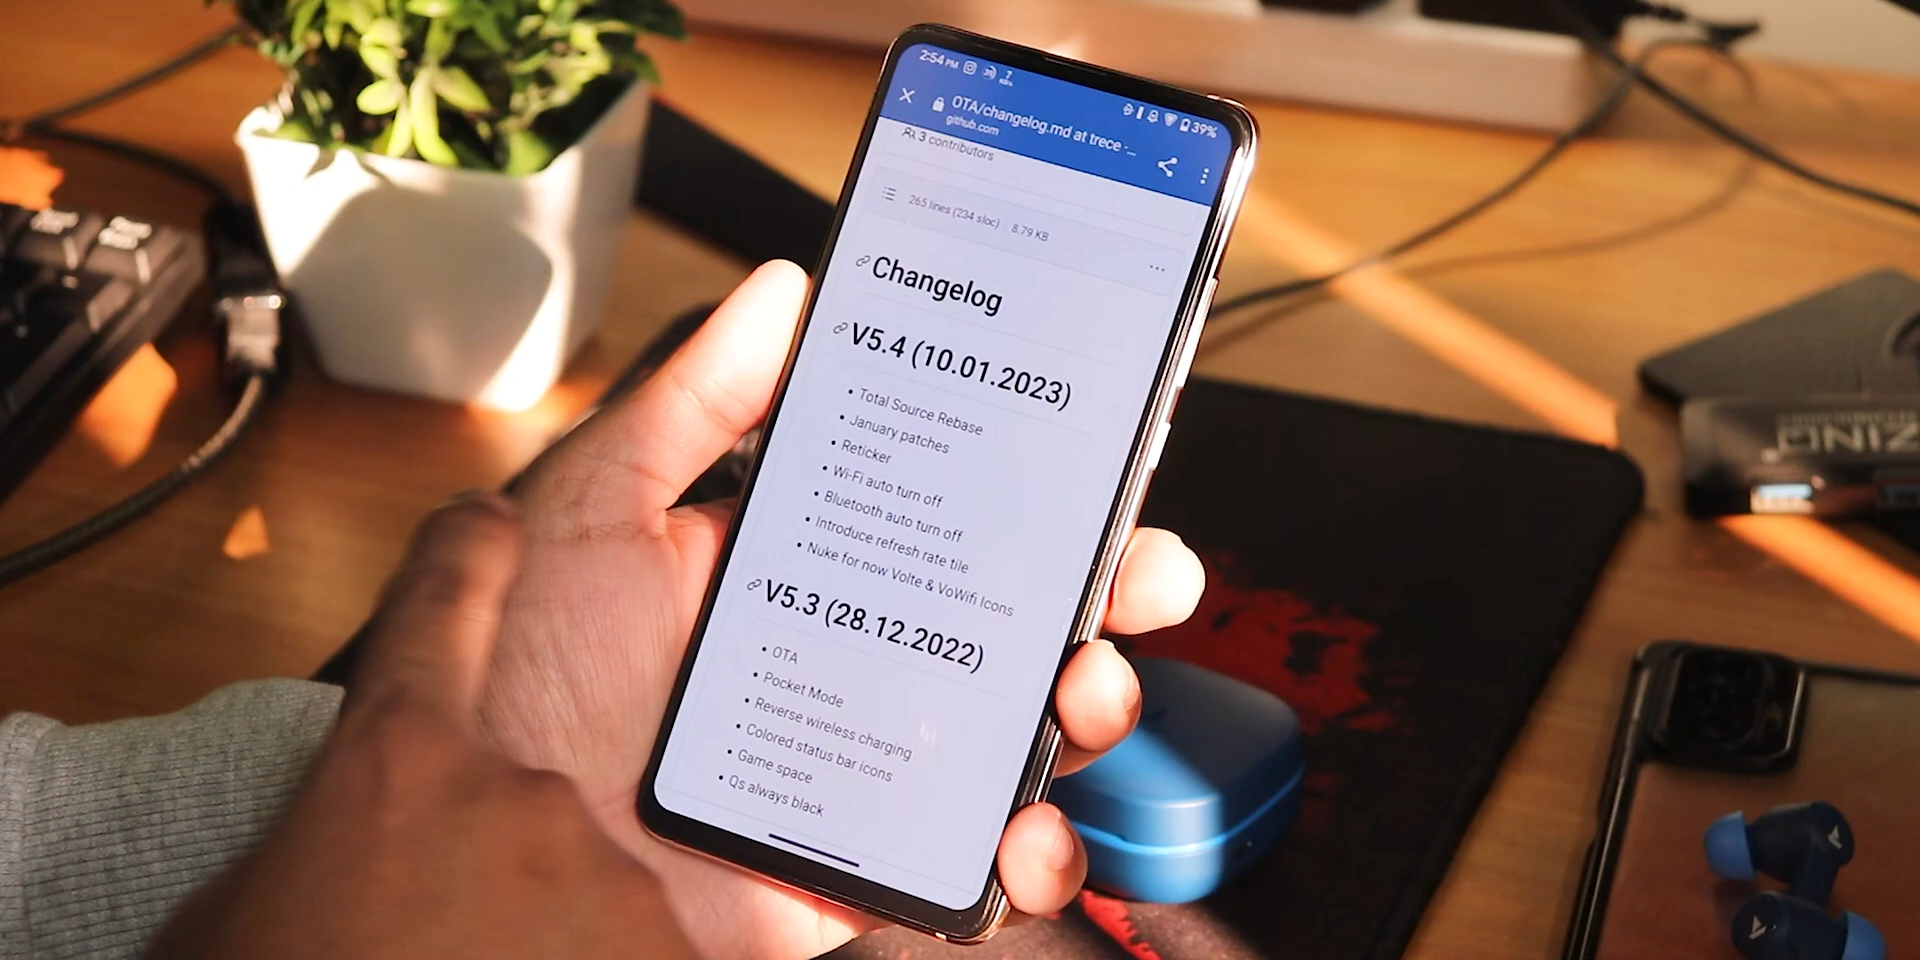 2:54 PM 39%
OTA/changelog.md at trece ·...
github.com
3 contributors
265 lines (234 sloc) 8.79 KB
Changelog
V5.4 (10.01.2023)
• Total Source Rebase
• January patches
• Reticker
• Wi-Fi auto turn off
• Bluetooth auto turn off
• Introduce refresh rate tile
• Nuke for now Volte & VoWifi Icons
V5.3 (28.12.2022)
• OTA
• Pocket Mode
• Reverse wireless charging
• Colored status bar icons
• Game space
• Qs always black